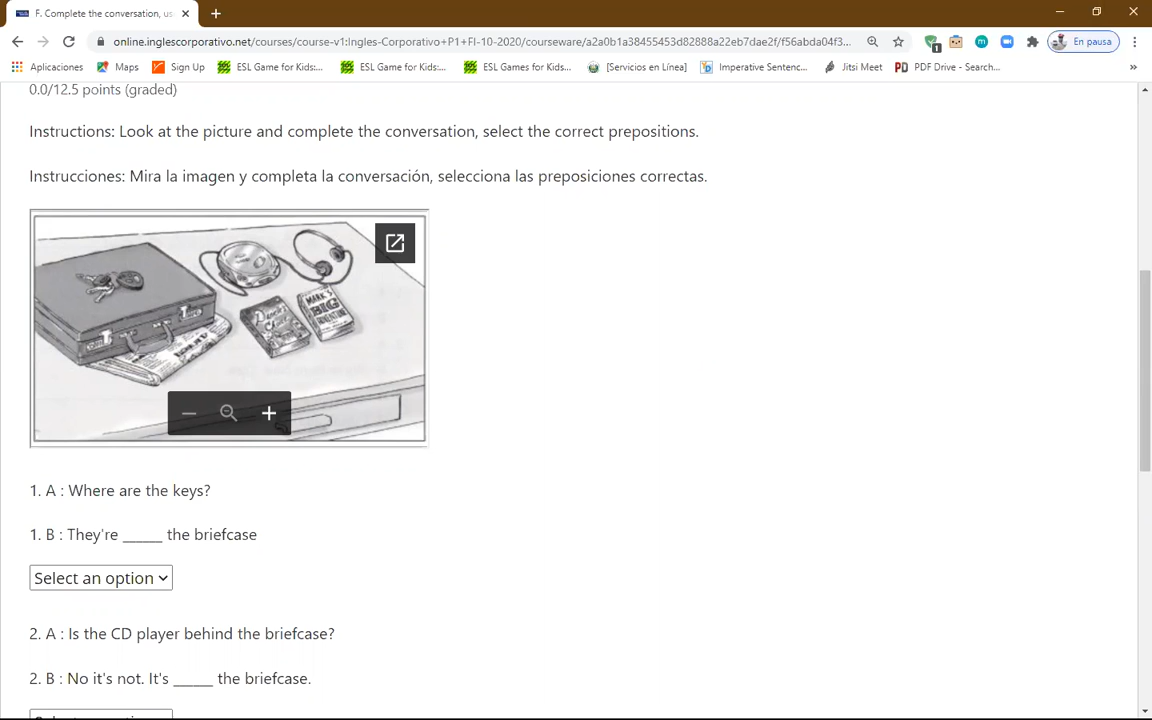 F. Complete the conversation, us
online.inglescorporativo.net/courses/course-v1:Ingles-Corporativo+P1+FI-10-2020/courseware/a2a0b1a38455453d82888a22eb7dae2f/f56abda04f3...
1
En pausa
Aplicaciones
Maps
Sign Up
ESL Game for Kids:...
ESL Game for Kids:...
ESL Games for Kids...
[Servicios en Línea]
Imperative Sentenc...
Jitsi Meet
PDF Drive - Search...
0.0/12.5 points (graded)
Instructions: Look at the picture and complete the conversation, select the correct prepositions.
Instrucciones: Mira la imagen y completa la conversación, selecciona las preposiciones correctas.
MARK'S
BIG
1. A : Where are the keys?
1. B : They're _____ the briefcase
Select an option
2. A : Is the CD player behind the briefcase?
2. B : No it's not. It's _____ the briefcase.